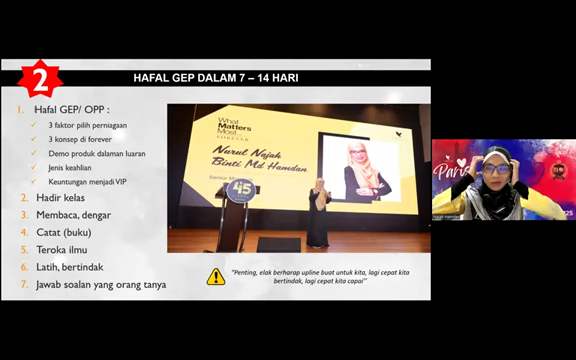 2
HAFAL GEP DALAM 7 – 14 HARI
1. Hafal GEP/ OPP :
✓ 3 faktor pilih perniagaan
✓ 3 konsep di forever
✓ Demo produk dalaman luaran
✓ Jenis keahlian
✓ Keuntungan menjadi VIP
2. Hadir kelas
3. Membaca, dengar
4. Catat (buku)
5. Teroka ilmu
6. Latih, bertindak
7. Jawab soalan yang orang tanya
What
Matters
Most
FOREVER
Nurul Najah
Binti Md Hamdan
45
"Penting, elak berharap upline buat untuk kita, lagi cepat kita
bertindak, lagi cepat kita capai"
Paris